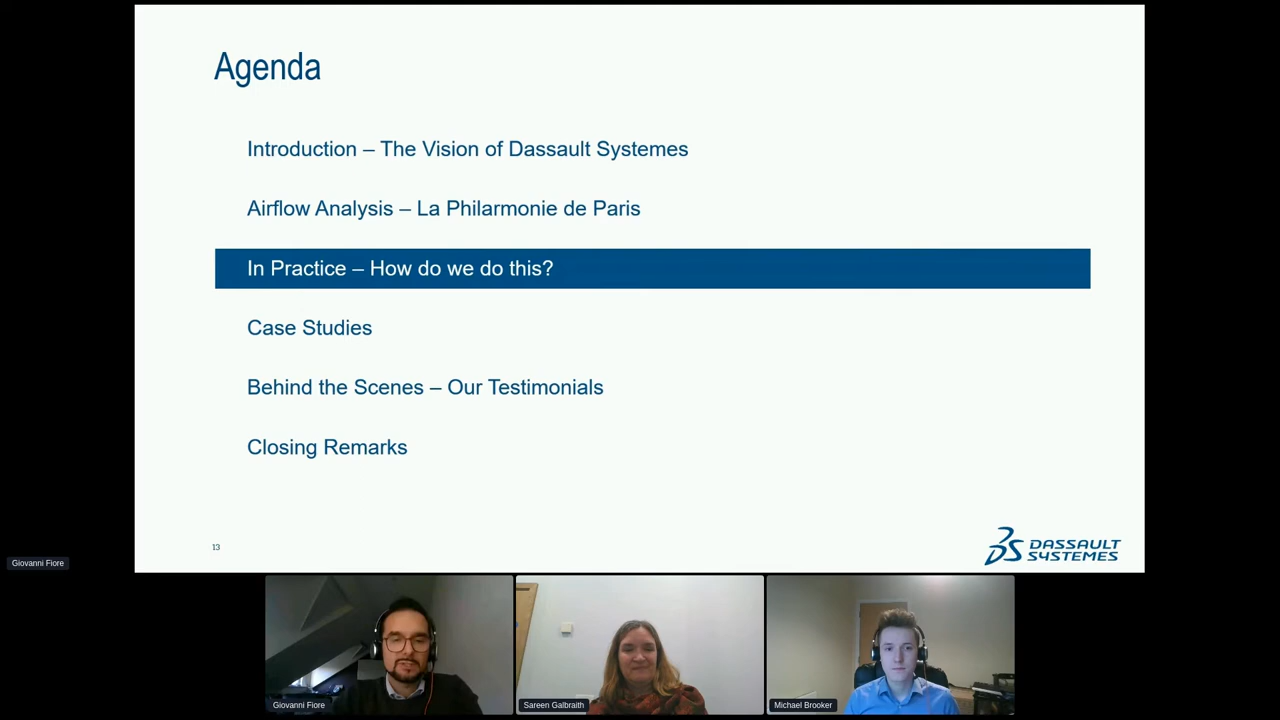 Agenda
Introduction – The Vision of Dassault Systemes
Airflow Analysis – La Philarmonie de Paris
In Practice – How do we do this?
Case Studies
Behind the Scenes – Our Testimonials
Closing Remarks
13
DASSAULT
SYSTEMES
Giovanni Fiore
Giovanni Fiore
Sareen Galbraith
Michael Brooker